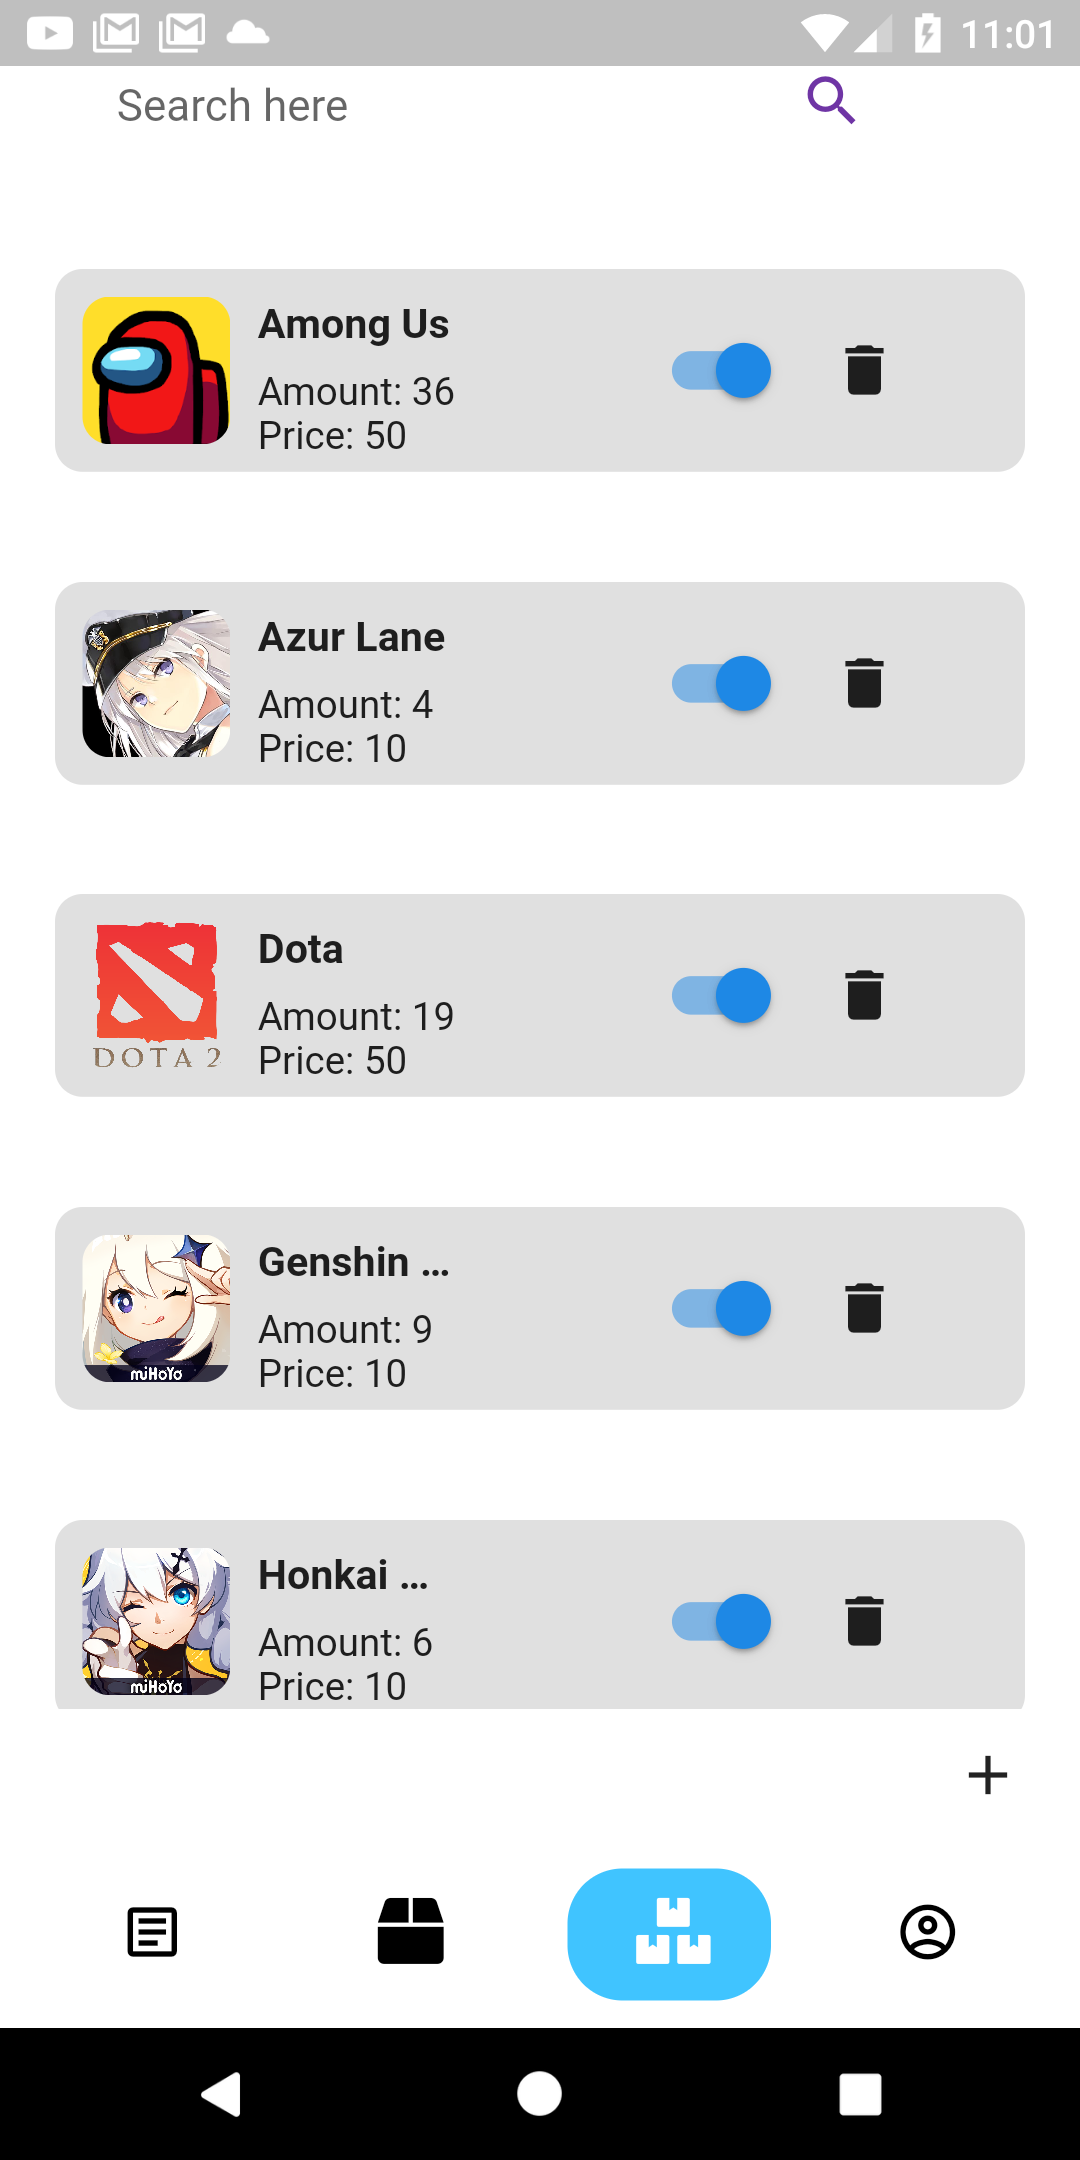 11:01
Search here
Among Us
Amount: 36
Price: 50
Azur Lane
Amount: 4
Price: 10
DOTA 2
Dota
Amount: 19
Price: 50
miHoYo
Genshin ...
Amount: 9
Price: 10
miHoYo
Honkai ...
Amount: 6
Price: 10